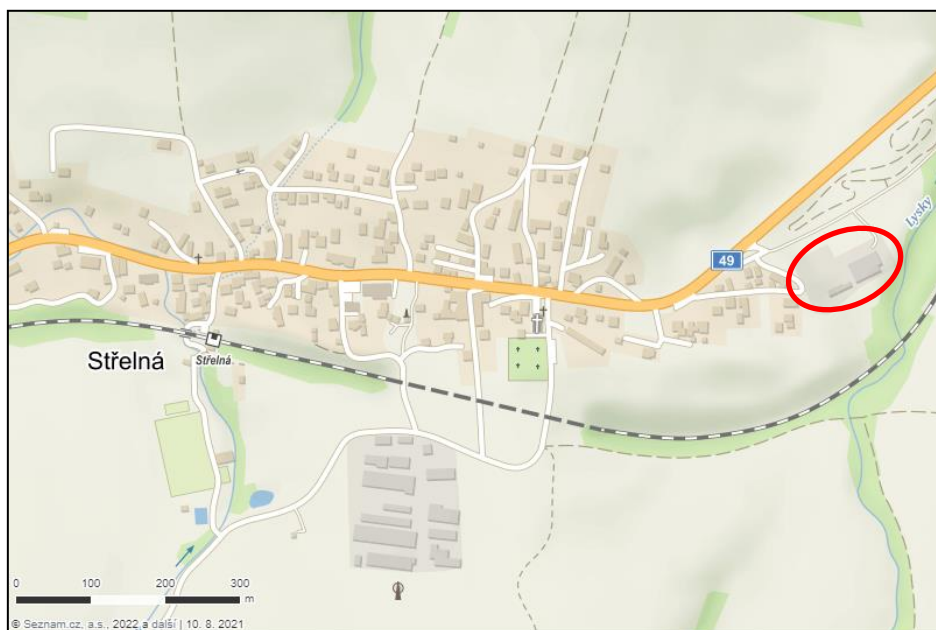 Lysky
49
Střelná
Střelná
0 100 200 300
m
© Seznam.cz, a.s., 2022 a další | 10. 8. 2021